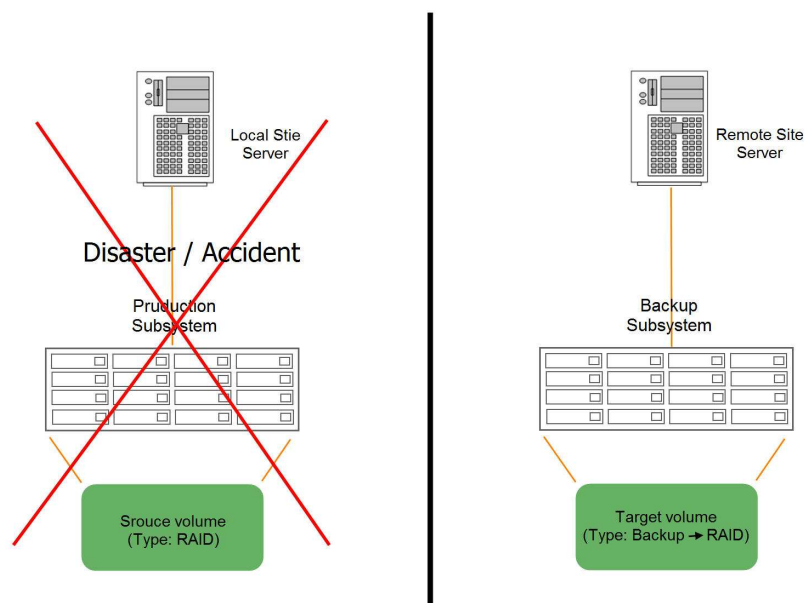 Local Stie
Server
Disaster / Accident
Pruduction
Subsystem
Srouce volume
(Type: RAID)
Remote Site
Server
Backup
Subsystem
Target volume
(Type: Backup → RAID)